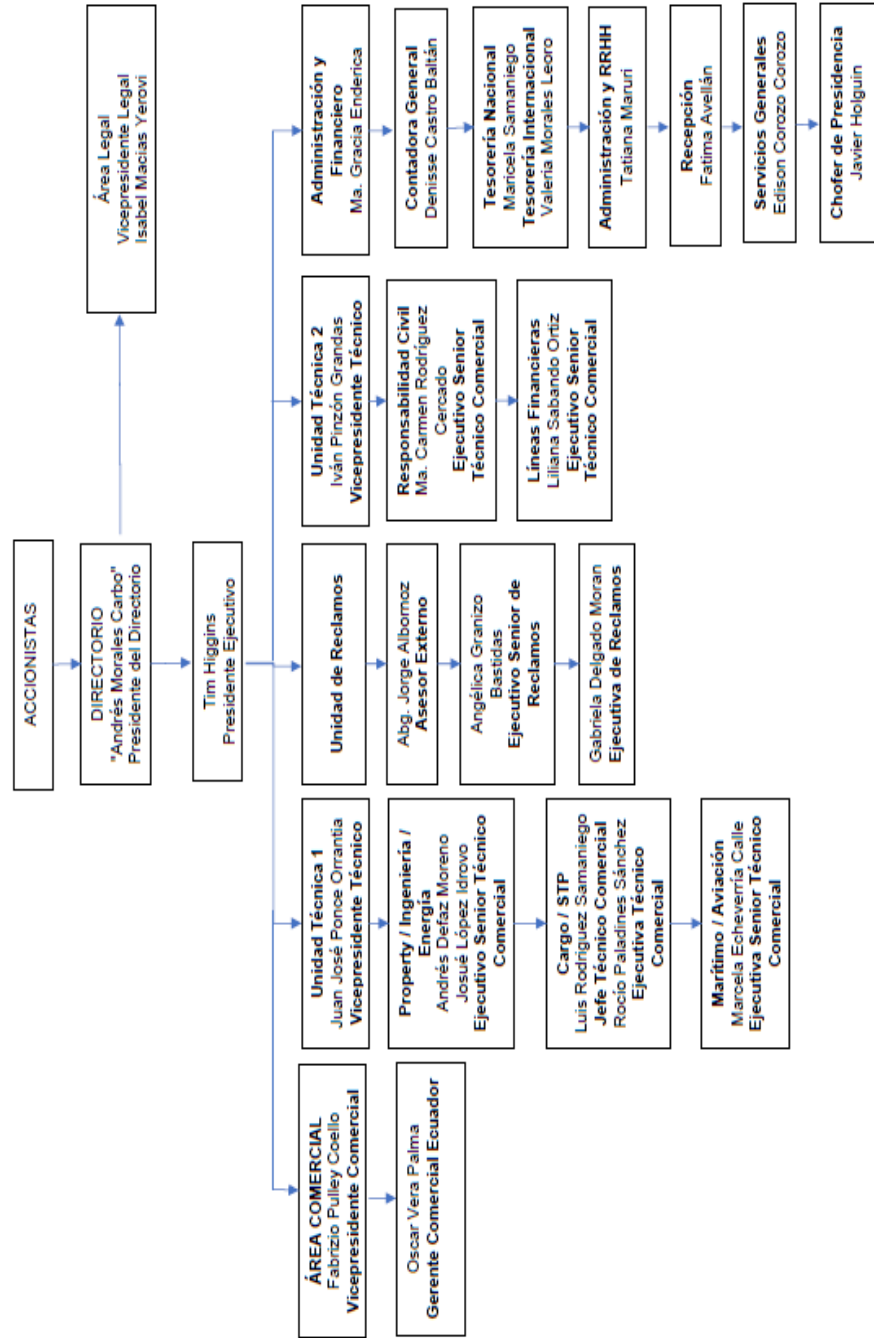 ACCIONISTAS
DIRECTORIO
"Andrés Morales Carbo"
Presidente del Directorio
Área Legal
Vicepresidente Legal
Isabel Macias Yerovi
Tim Higgins
Presidente Ejecutivo
ÁREA COMERCIAL
Fabrizio Pulley Coello
Vicepresidente Comercial
Oscar Vera Palma
Gerente Comercial Ecuador
Unidad Técnica 1
Juan José Ponce Orrantia
Vicepresidente Técnico
Property / Ingeniería /
Energía
Andrés Defaz Moreno
Josué López Idrovo
Ejecutivo Senior Técnico
Comercial
Cargo / STP
Luis Rodríguez Samaniego
Jefe Técnico Comercial
Rocío Paladines Sánchez
Ejecutiva Técnico
Comercial
Marítimo / Aviación
Marcela Echeverría Calle
Ejecutiva Senior Técnico
Comercial
Unidad de Reclamos
Abg. Jorge Albornoz
Asesor Externo
Angélica Granizo
Bastidas
Ejecutivo Senior de
Reclamos
Gabriela Delgado Moran
Ejecutiva de Reclamos
Unidad Técnica 2
Iván Pinzón Grandas
Vicepresidente Técnico
Responsabilidad Civil
Ma. Carmen Rodríguez
Cercado
Ejecutivo Senior
Técnico Comercial
Líneas Financieras
Liliana Sabando Ortiz
Ejecutivo Senior
Técnico Comercial
Administración y
Financiero
Ma. Gracia Enderica
Contadora General
Denisse Castro Baltán
Tesorería Nacional
Maricela Samaniego
Tesorería Internacional
Valeria Morales Leoro
Administración y RRHH
Tatiana Maruri
Recepción
Fatima Avellán
Servicios Generales
Edison Corozo Corozo
Chofer de Presidencia
Javier Holguin